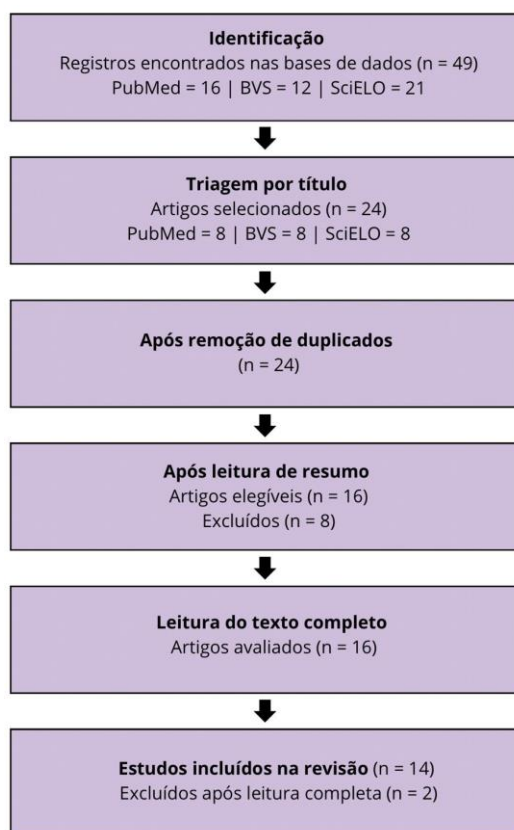 Identificação
Registros encontrados nas bases de dados (n = 49)
PubMed = 16 | BVS = 12 | SciELO = 21
Triagem por título
Artigos selecionados (n = 24)
PubMed = 8 | BVS = 8 | SciELO = 8
Após remoção de duplicados
(n = 24)
Após leitura de resumo
Artigos elegíveis (n = 16)
Excluídos (n = 8)
Leitura do texto completo
Artigos avaliados (n = 16)
Estudos incluídos na revisão (n = 14)
Excluídos após leitura completa (n = 2)